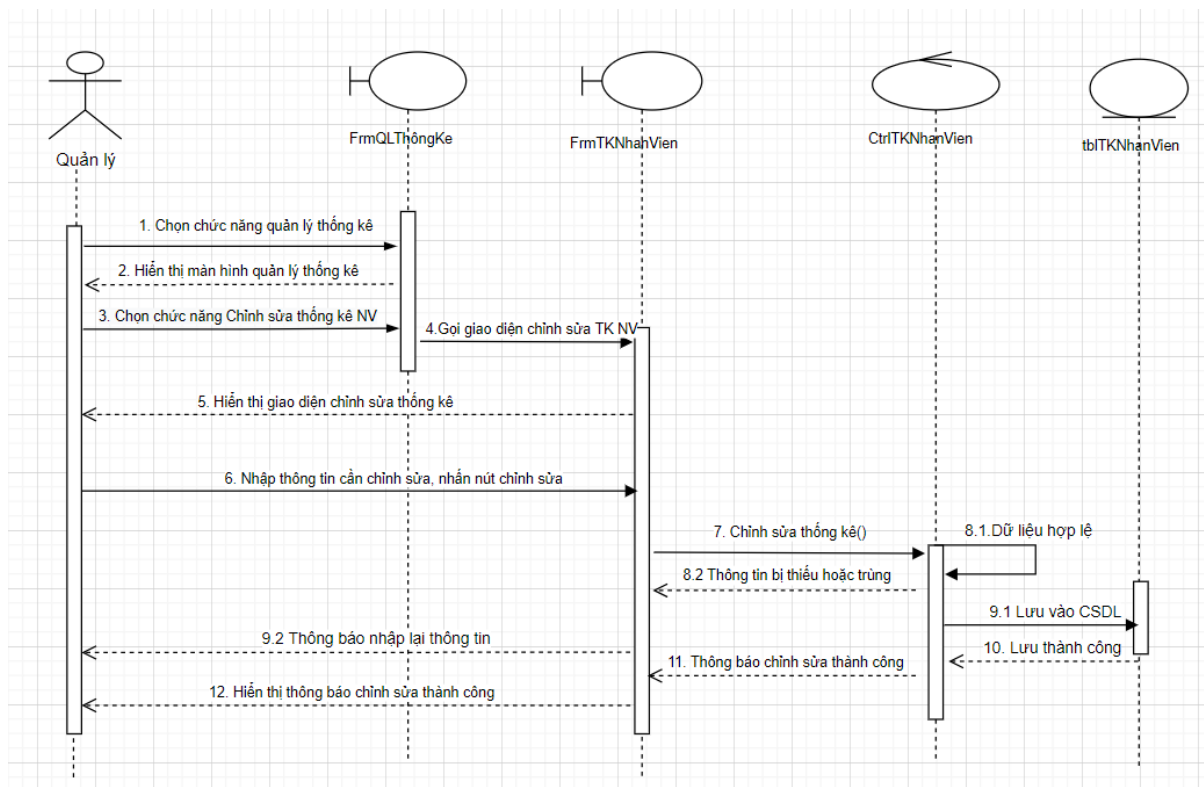 Quản lý
FrmQLThôngKe
FrmTKNhanVien
CtrlTKNhanVien
tblTKNhanVien
1. Chọn chức năng quản lý thống kê
2. Hiển thị màn hình quản lý thống kê
3. Chọn chức năng Chỉnh sửa thống kê NV
4.Gọi giao diện chỉnh sửa TK NV
5. Hiển thị giao diện chỉnh sửa thống kê
6. Nhập thông tin cần chỉnh sửa, nhấn nút chỉnh sửa
7. Chỉnh sửa thống kê()
8.1.Dữ liệu hợp lệ
8.2 Thông tin bị thiếu hoặc trùng
9.1 Lưu vào CSDL
9.2 Thông báo nhập lại thông tin
10. Lưu thành công
11. Thông báo chỉnh sửa thành công
12. Hiển thị thông báo chỉnh sửa thành công